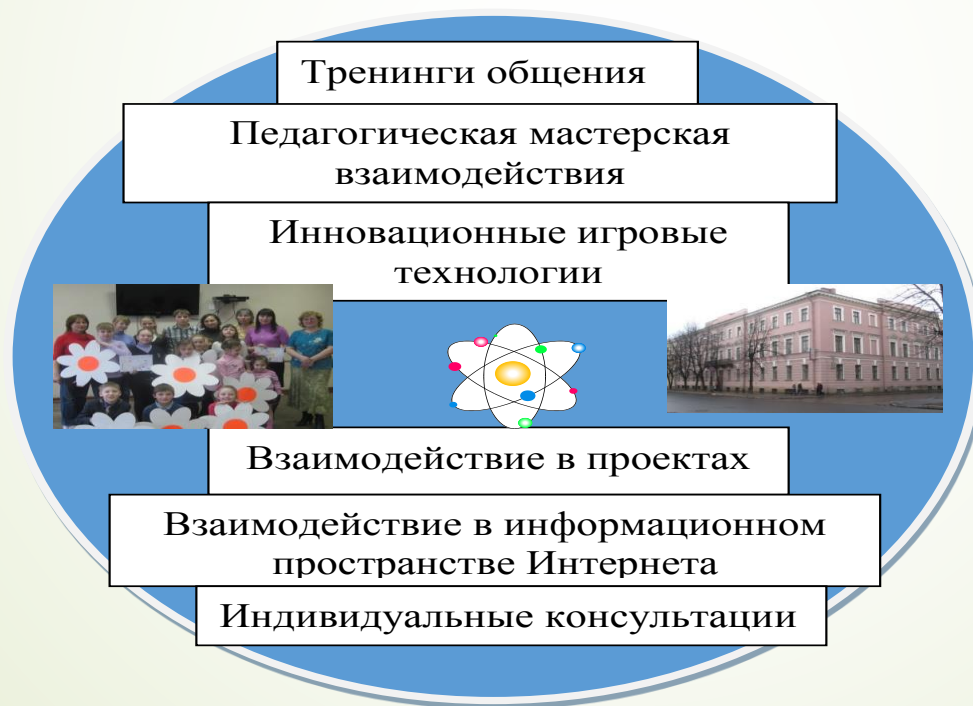 Тренинги общения
Педагогическая мастерская
взаимодействия
Инновационные игровые
технологии
Взаимодействие в проектах
Взаимодействие в информационном
пространстве Интернета
Индивидуальные консультации